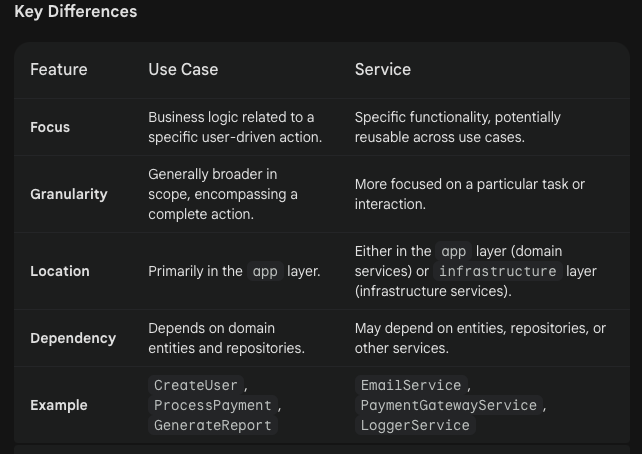 Key Differences
Feature Use Case Service
Focus
Business logic related to a
specific user-driven action.
Specific functionality, potentially
reusable across use cases.
Granularity
Generally broader in
scope, encompassing a
complete action.
More focused on a particular task or
interaction.
Location
Primarily in the app layer.
Either in the app layer (domain
services) or infrastructure layer
(infrastructure services).
Dependency
Depends on domain
entities and repositories.
May depend on entities, repositories, or
other services.
Example
CreateUser,
ProcessPayment,
GenerateReport
EmailService,
PaymentGatewayService,
LoggerService